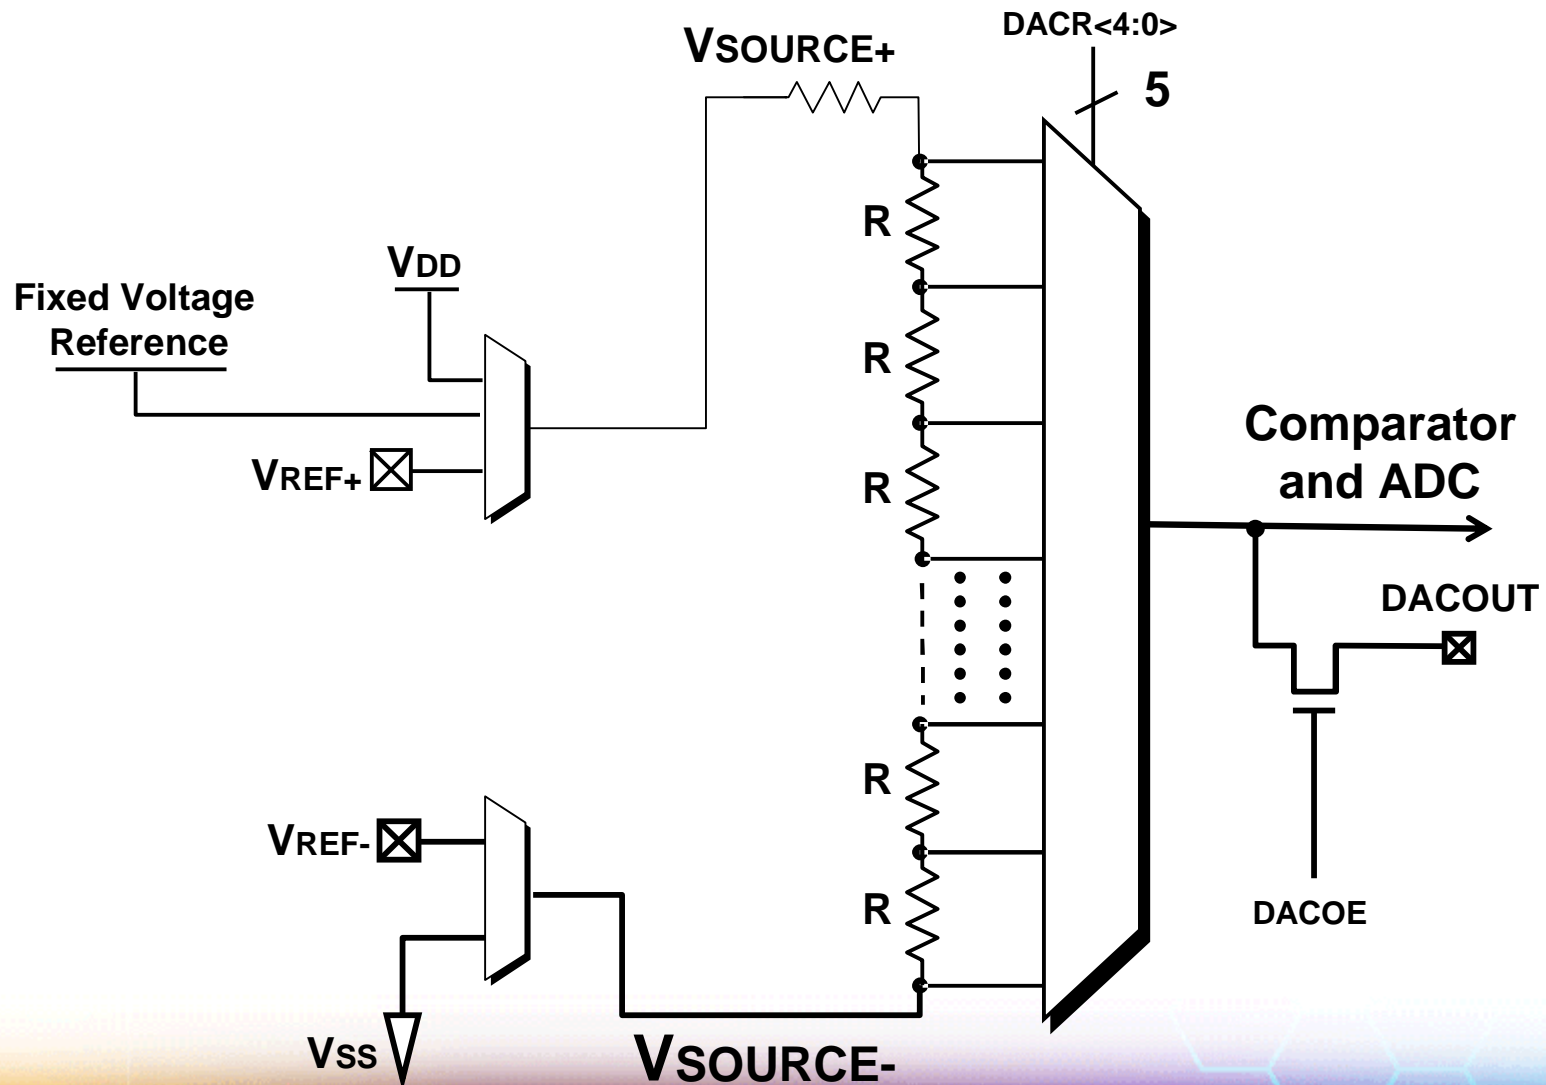 DACR<4:0>
VSOURCE+
5
R
VDD
Fixed Voltage
Reference
R
VREF+
R
Comparator
and ADC
DACOUT
R
VREF-
R
DACOE
VSS
VSOURCE-